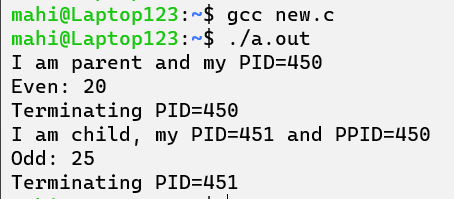 mahi@Laptop123:~$ gcc new.c
mahi@Laptop123:~$ ./a.out
I am parent and my PID=450
Even: 20
Terminating PID=450
I am child, my PID=451 and PPID=450
Odd: 25
Terminating PID=451